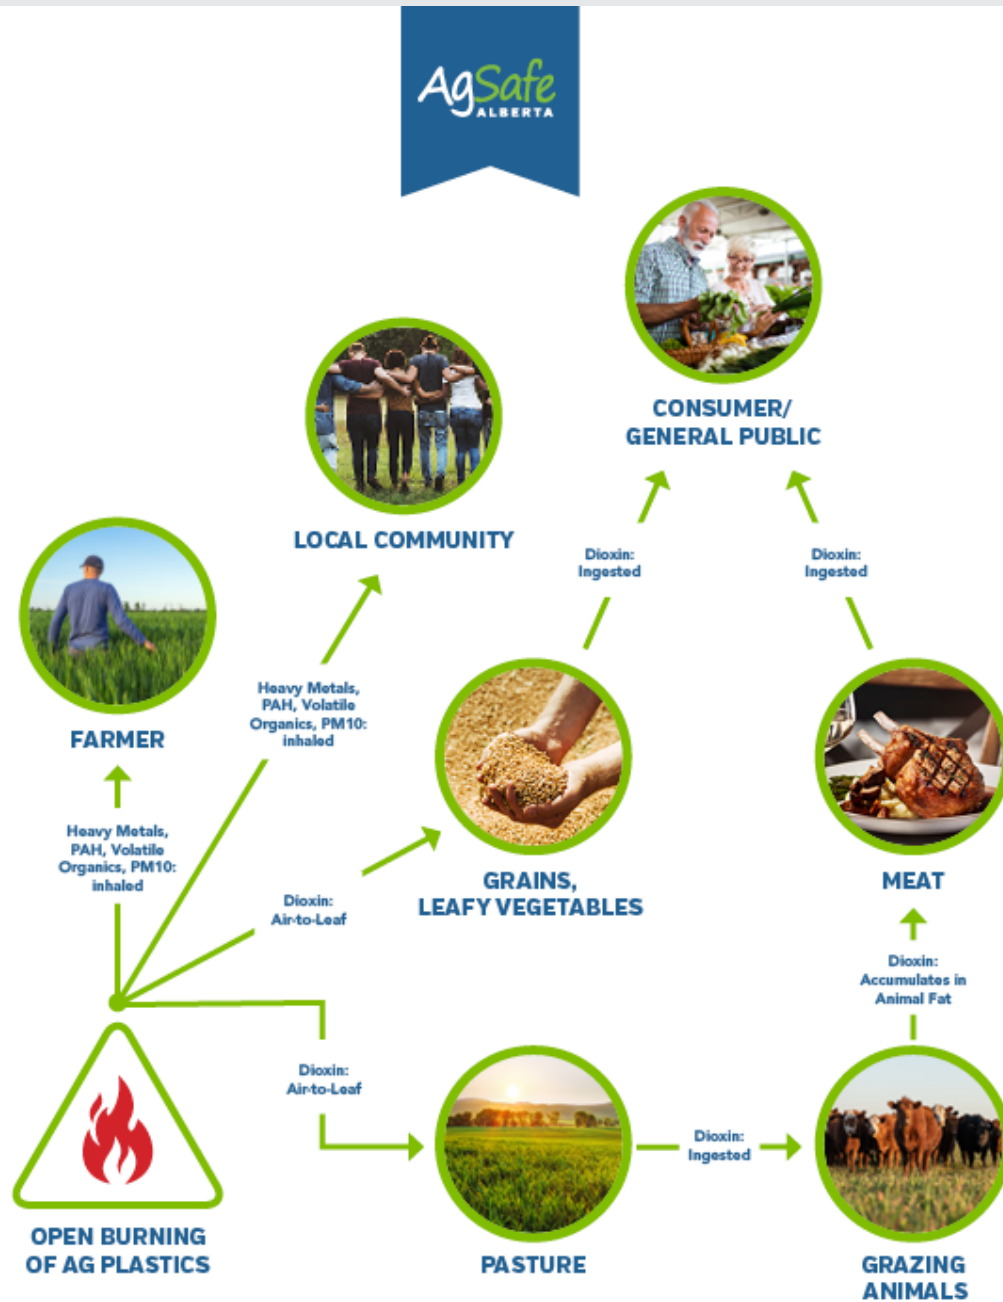 AgSafe
ALBERTA
CONSUMER/
GENERAL PUBLIC
LOCAL COMMUNITY
Dioxin:
Ingested
Dioxin:
Ingested
FARMER
Heavy Metals,
PAH, Volatile
Organics, PM10:
inhaled
Heavy Metals,
PAH, Volatile
Organics, PM10:
inhaled
GRAINS,
LEAFY VEGETABLES
MEAT
Dioxin:
Air-to-Leaf
Dioxin:
Accumulates in
Animal Fat
Dioxin:
Air-to-Leaf
Dioxin:
Ingested
OPEN BURNING
OF AG PLASTICS
PASTURE
GRAZING
ANIMALS